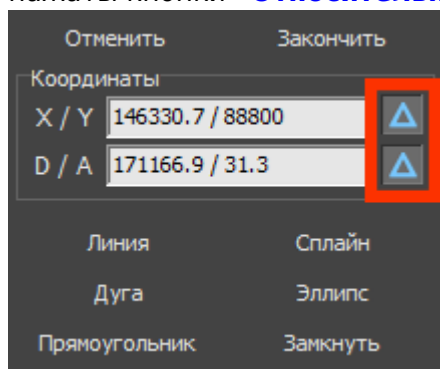 Отменить Закончить
Координаты
X / Y 146330.7 / 88800
D / A 171166.9 / 31.3
Линия Сплайн
Дуга Эллипс
Прямоугольник Замкнуть